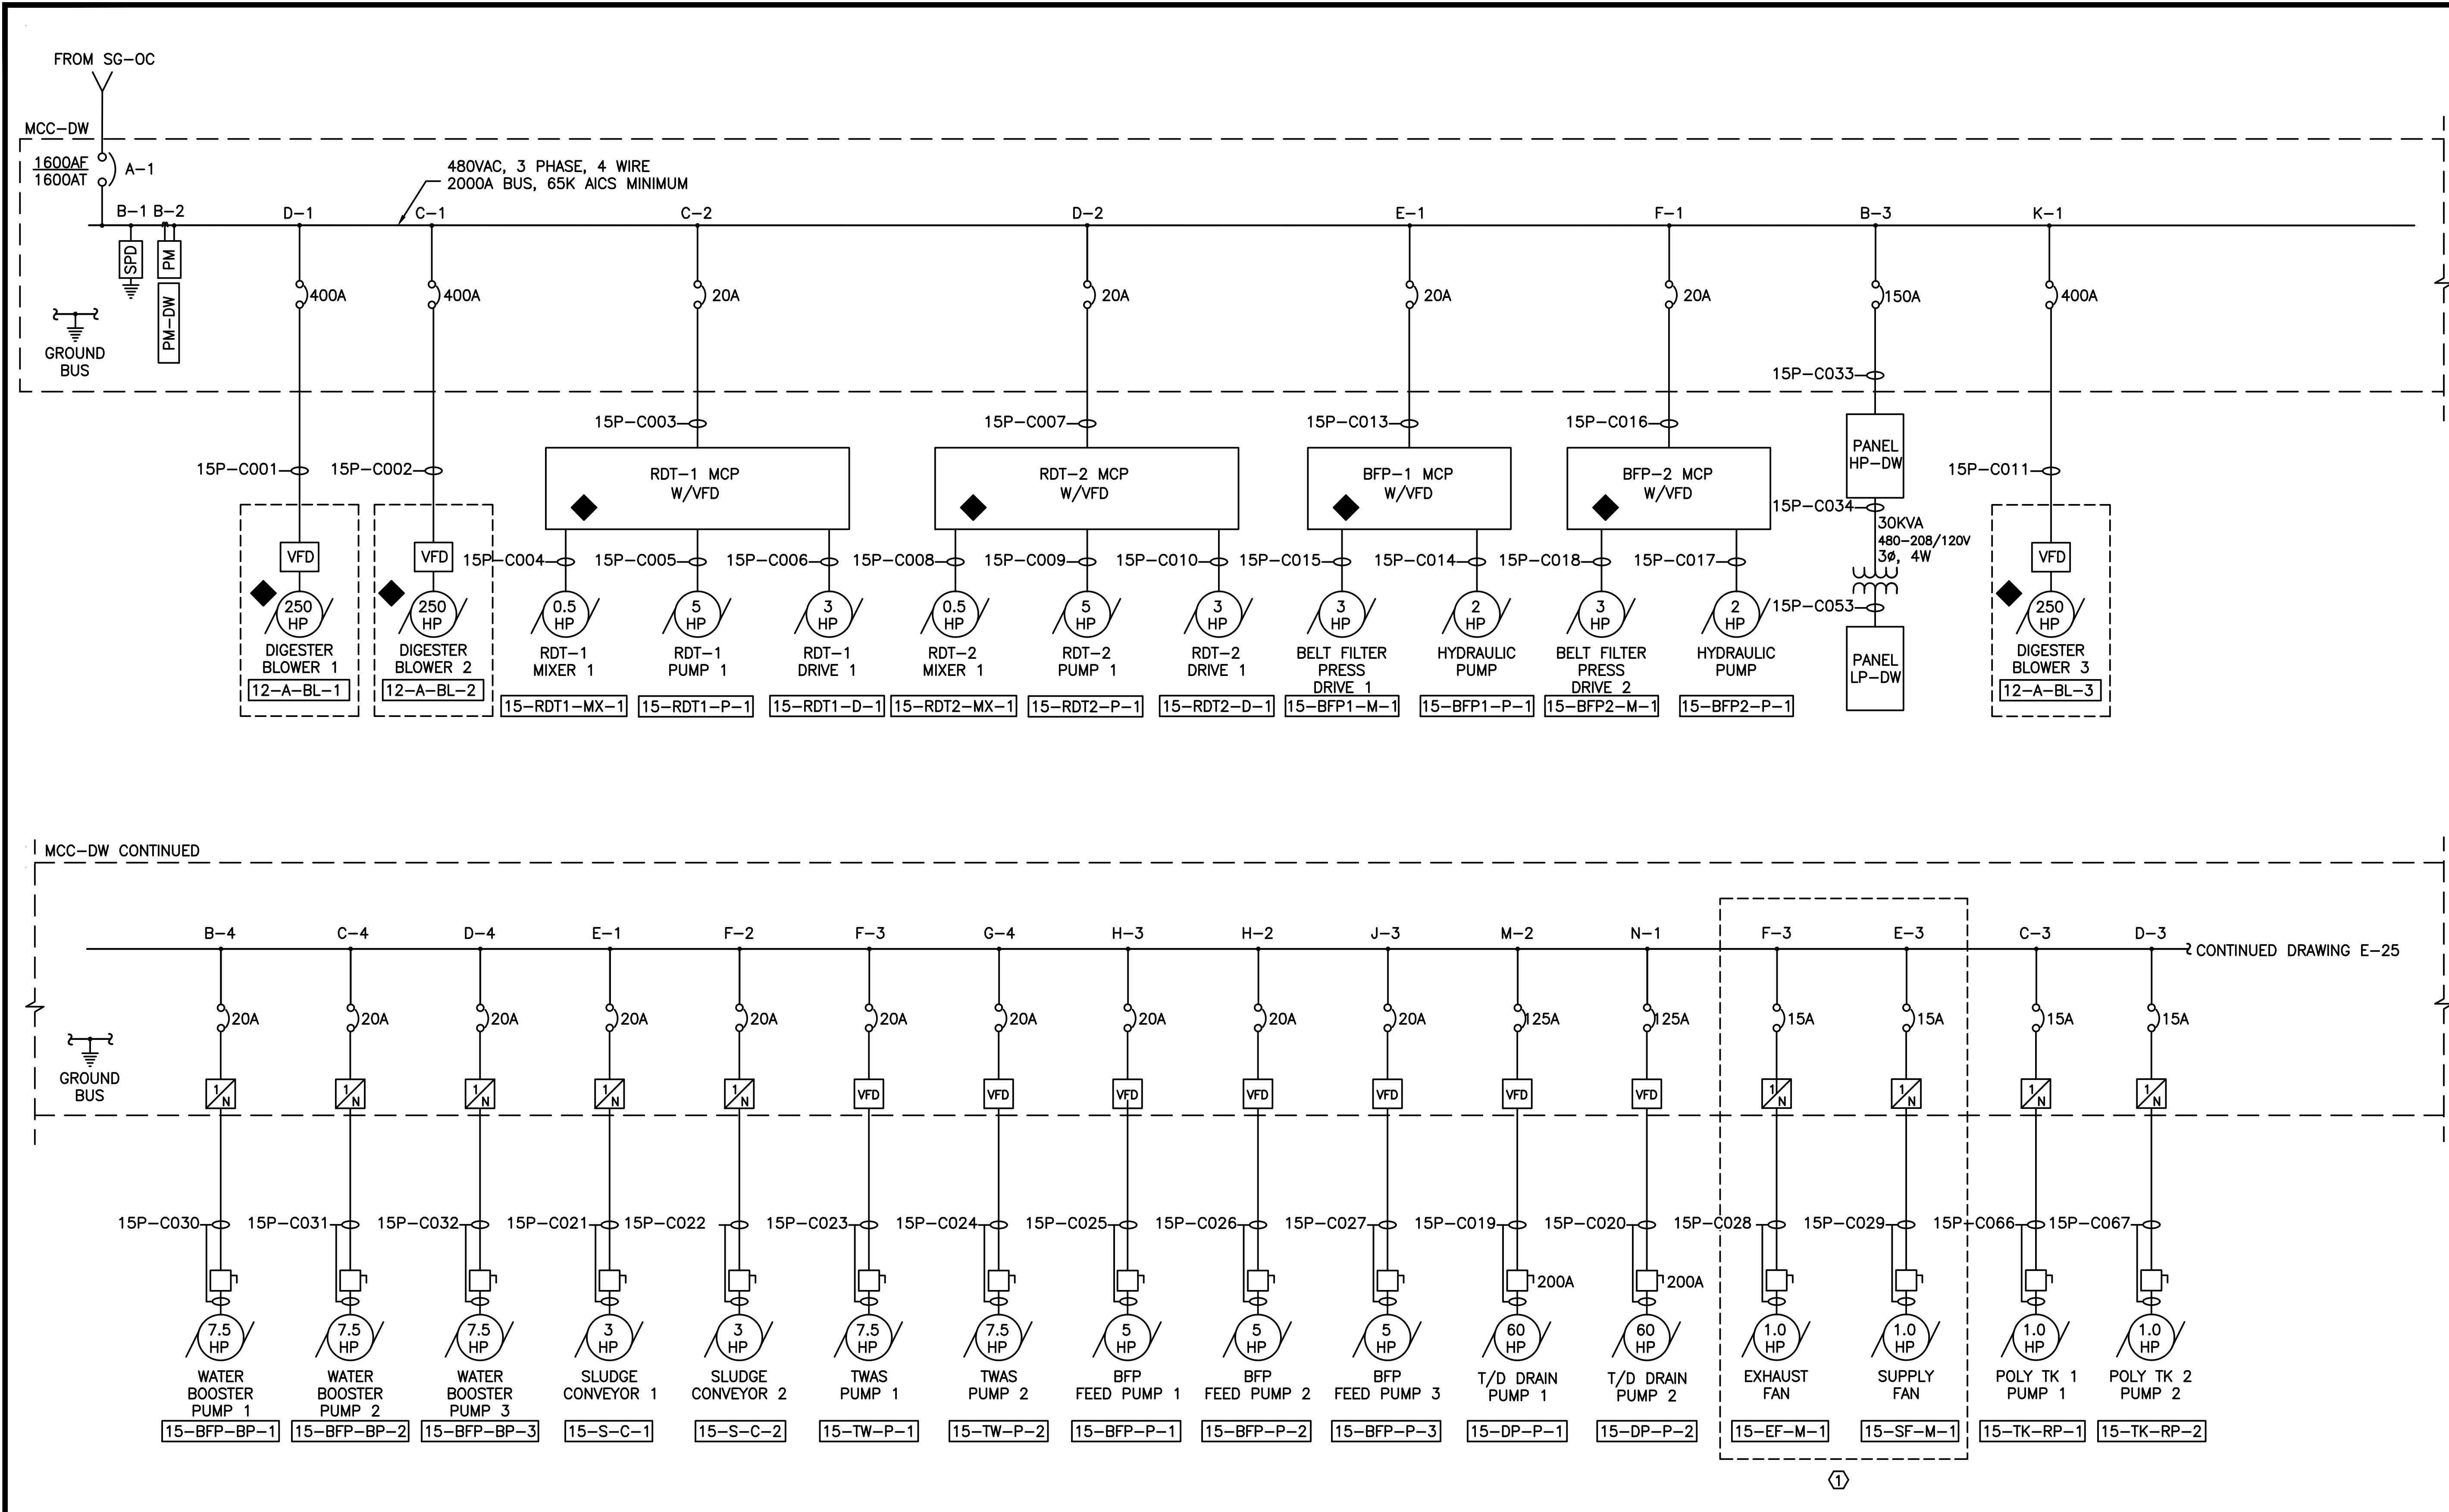 FROM SG-OC
MCC-DW
1600AF
1600AT
A-1
480VAC, 3 PHASE, 4 WIRE
2000A BUS, 65K AICS MINIMUM
B-1 B-2 D-1 C-1 C-2 D-2 E-1 F-1 B-3 K-1
SPD
PM
PM-DW
400A 400A 20A 20A 20A 20A 150A 400A
GROUND
BUS
15P-C033
15P-C003 15P-C007 15P-C013 15P-C016
15P-C001 15P-C002 15P-C011
RDT-1 MCP
W/VFD
RDT-2 MCP
W/VFD
BFP-1 MCP
W/VFD
BFP-2 MCP
W/VFD
PANEL
HP-DW
15P-C034
30KVA
480-208/120V
3ø, 4W
VFD VFD VFD
15P-C004 15P-C005 15P-C006 15P-C008 15P-C009 15P-C010 15P-C015 15P-C014 15P-C018 15P-C017
15P-C053
250
HP
DIGESTER
BLOWER 1
12-A-BL-1
250
HP
DIGESTER
BLOWER 2
12-A-BL-2
0.5
HP
RDT-1
MIXER 1
15-RDT1-MX-1
5
HP
RDT-1
PUMP 1
15-RDT1-P-1
3
HP
RDT-1
DRIVE 1
15-RDT1-D-1
0.5
HP
RDT-2
MIXER 1
15-RDT2-MX-1
5
HP
RDT-2
PUMP 1
15-RDT2-P-1
3
HP
RDT-2
DRIVE 1
15-RDT2-D-1
3
HP
BELT FILTER
PRESS
DRIVE 1
15-BFP1-M-1
2
HP
HYDRAULIC
PUMP
15-BFP1-P-1
3
HP
BELT FILTER
PRESS
DRIVE 2
15-BFP2-M-1
2
HP
HYDRAULIC
PUMP
15-BFP2-P-1
PANEL
LP-DW
250
HP
DIGESTER
BLOWER 3
12-A-BL-3
MCC-DW CONTINUED
B-4 C-4 D-4 E-1 F-2 F-3 G-4 H-3 H-2 J-3 M-2 N-1 F-3 E-3 C-3 D-3
CONTINUED DRAWING E-25
20A 20A 20A 20A 20A 20A 20A 20A 20A 20A 125A 125A 15A 15A 15A 15A
GROUND
BUS
1/N 1/N 1/N 1/N 1/N VFD VFD VFD VFD VFD VFD VFD 1/N 1/N 1/N 1/N
15P-C030 15P-C031 15P-C032 15P-C021 15P-C022 15P-C023 15P-C024 15P-C025 15P-C026 15P-C027 15P-C019 15P-C020 15P-C028 15P-C029 15P-C066 15P-C067
200A 200A
7.5
HP
WATER
BOOSTER
PUMP 1
15-BFP-BP-1
7.5
HP
WATER
BOOSTER
PUMP 2
15-BFP-BP-2
7.5
HP
WATER
BOOSTER
PUMP 3
15-BFP-BP-3
3
HP
SLUDGE
CONVEYOR 1
15-S-C-1
3
HP
SLUDGE
CONVEYOR 2
15-S-C-2
7.5
HP
TWAS
PUMP 1
15-TW-P-1
7.5
HP
TWAS
PUMP 2
15-TW-P-2
5
HP
BFP
FEED PUMP 1
15-BFP-P-1
5
HP
BFP
FEED PUMP 2
15-BFP-P-2
5
HP
BFP
FEED PUMP 3
15-BFP-P-3
60
HP
T/D DRAIN
PUMP 1
15-DP-P-1
60
HP
T/D DRAIN
PUMP 2
15-DP-P-2
1.0
HP
EXHAUST
FAN
15-EF-M-1
1.0
HP
SUPPLY
FAN
15-SF-M-1
1.0
HP
POLY TK 1
PUMP 1
15-TK-RP-1
1.0
HP
POLY TK 2
PUMP 2
15-TK-RP-2
1